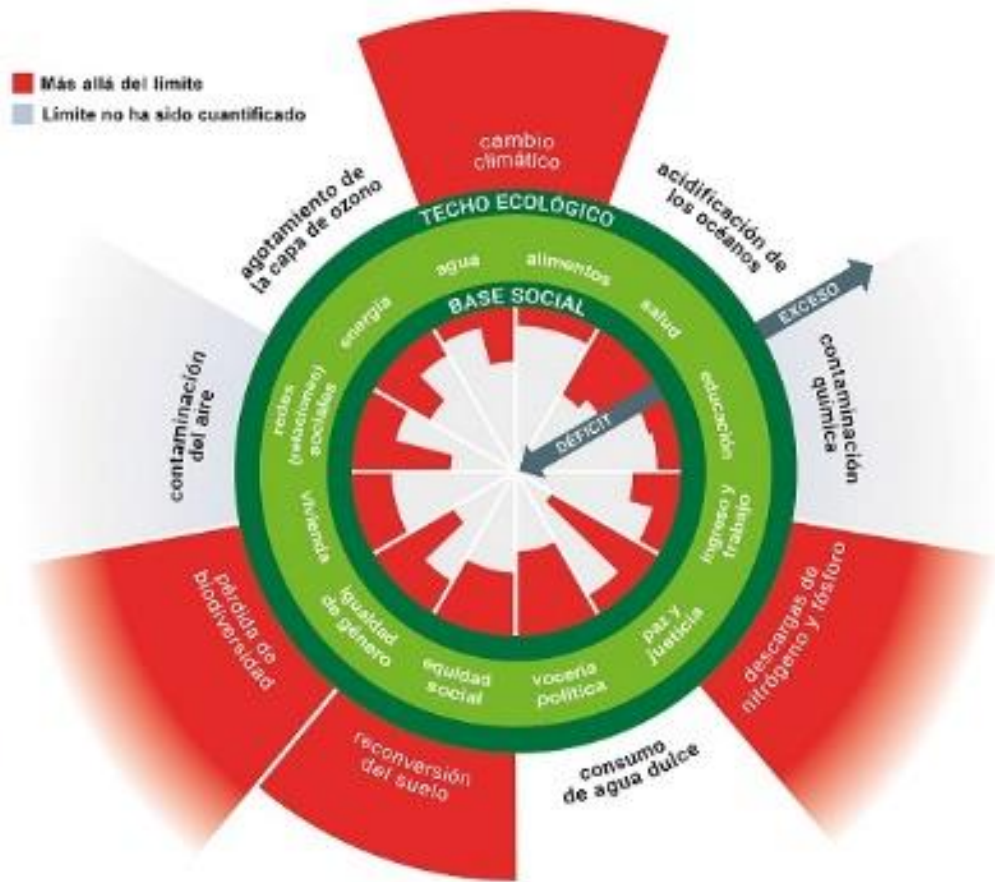 Más allá del límite
Límite no ha sido cuantificado
cambio
climático
acidificación de
los océanos
EXCESO
contaminación
química
descargas de
nitrógeno y fósforo
consumo
de agua dulce
reconversión
del suelo
pérdida de
biodiversidad
contaminación
del aire
agotamiento de
la capa de ozono
TECHO ECOLÓGICO
agua
alimentos
salud
educación
ingreso y
trabajo
paz y
justicia
vocería
política
equidad
social
igualdad
de género
vivienda
redes
(relaciones)
sociales
energía
BASE SOCIAL
DÉFICIT